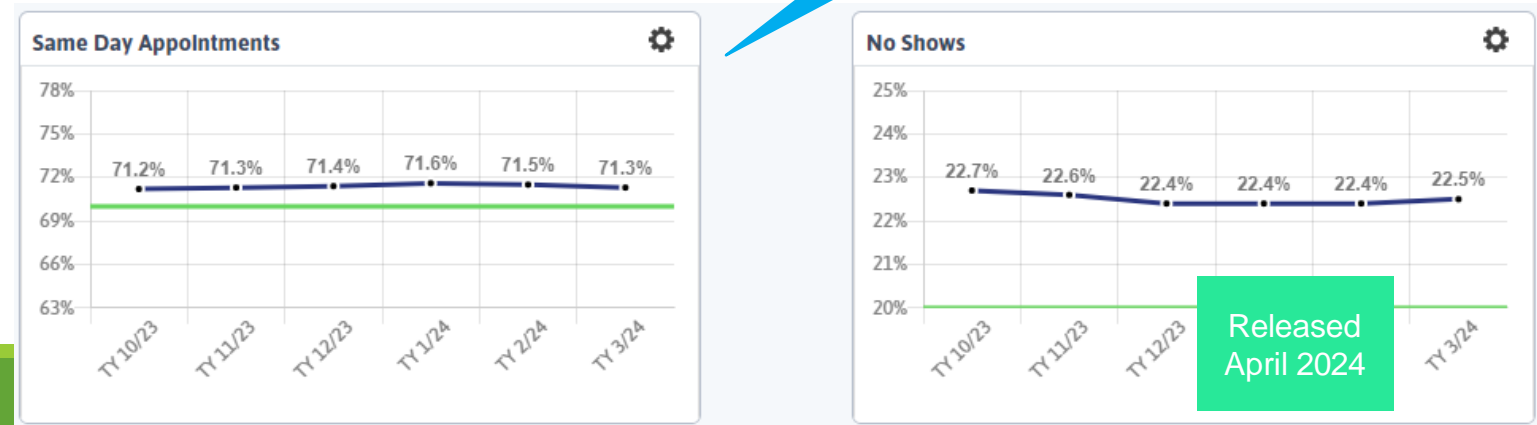 Same Day Appointments
78%
75%
72%
69%
66%
63%
71.2% 71.3% 71.4% 71.6% 71.5% 71.3%
TY 10/23 TY 11/23 TY 12/23 TY 1/24 TY 2/24 TY 3/24
No Shows
25%
24%
23%
22%
21%
20%
22.7% 22.6% 22.4% 22.4% 22.4% 22.5%
TY 10/23 TY 11/23 TY 12/23 TY 3/24
Released
April 2024